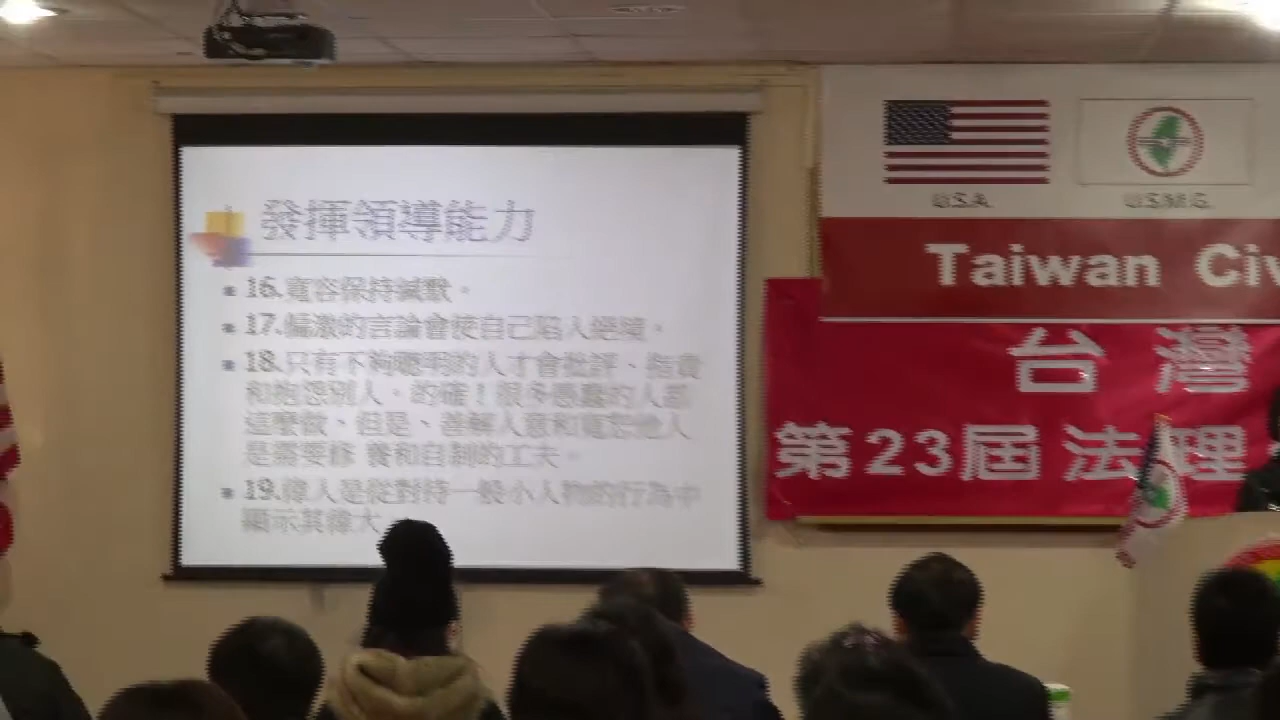 發揮領導能力
16.寬容保持緘默。
17.偏激的言論會使自己陷入絕境。
18.只有不夠聰明的人才會批評、指責
和抱怨別人。的確！很多愚蠢的人都
這麼做。但是、善解人意和寬恕他人
是需要修 養和自制的工夫。
19.偉人是從對待一般小人物的行為中
顯示其偉大
U.S.A.
U.S.M.G.
Taiwan Civ
台灣
第23屆法理